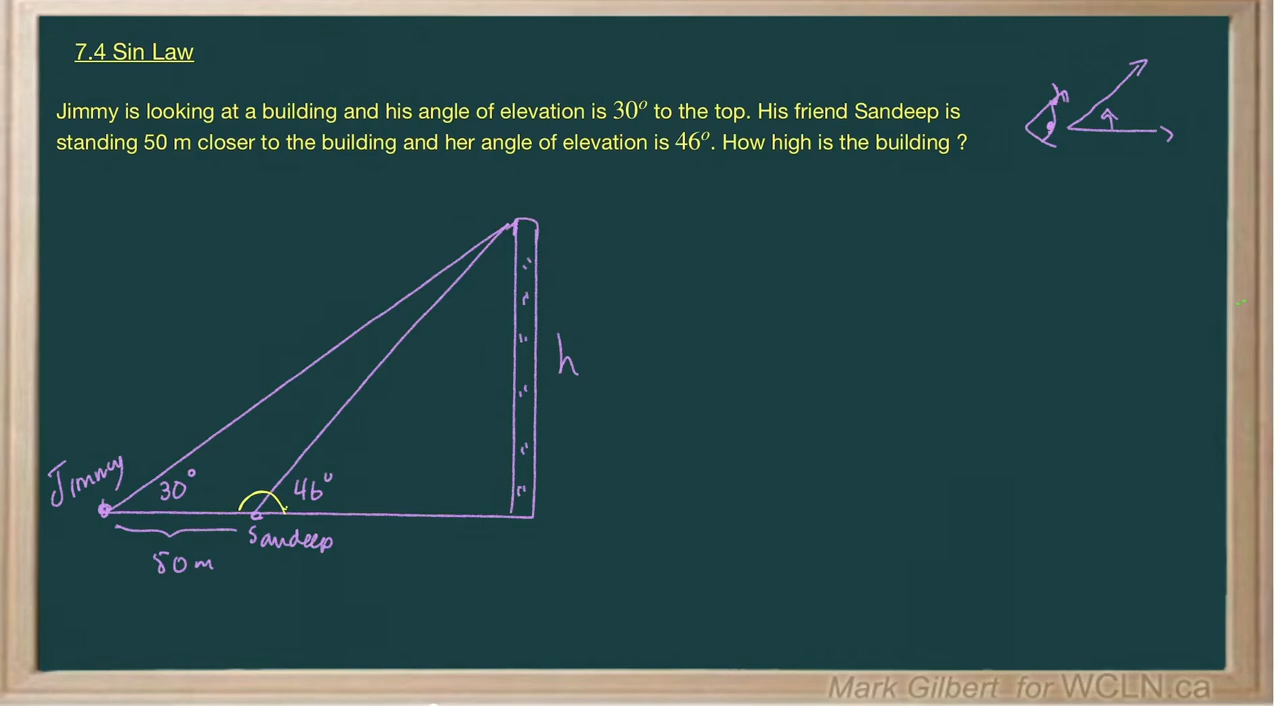 7.4 Sin Law
Jimmy is looking at a building and his angle of elevation is 30° to the top. His friend Sandeep is
standing 50 m closer to the building and her angle of elevation is 46°. How high is the building ?
h
Jimmy
30°
46°
Sandeep
50 m
Mark Gilbert for WCLN.ca